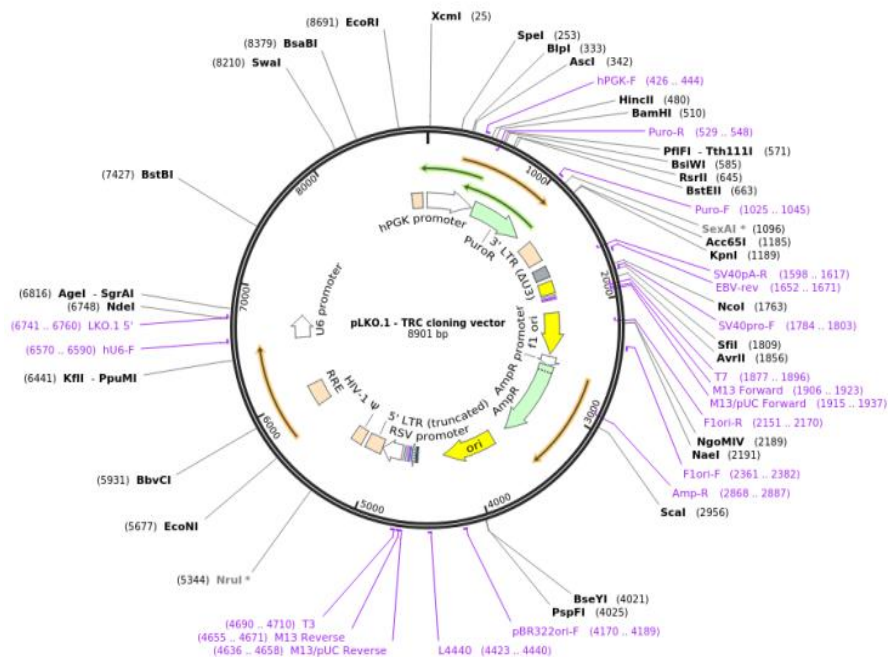 XcmI (25)
SpeI (253)
BlpI (333)
AscI (342)
hPGK-F (426 .. 444)
HincII (480)
BamHI (510)
Puro-R (529 .. 548)
PflFI - Tth111I (571)
BsiWI (585)
RsrII (645)
BstEII (663)
Puro-F (1025 .. 1045)
SexAI * (1096)
Acc65I (1185)
KpnI (1189)
SV40pA-R (1598 .. 1617)
EBV-rev (1652 .. 1671)
NcoI (1763)
SV40pro-F (1784 .. 1803)
SfiI (1809)
AvrII (1856)
T7 (1877 .. 1896)
M13 Forward (1906 .. 1923)
M13/pUC Forward (1915 .. 1937)
F1ori-R (2151 .. 2170)
NgoMIV (2189)
NaeI (2191)
F1ori-F (2361 .. 2382)
Amp-R (2868 .. 2887)
ScaI (2956)
BseYI (4021)
PspFI (4025)
pBR322ori-F (4170 .. 4189)
L4440 (4423 .. 4440)
(4636 .. 4658) M13/pUC Reverse
(4655 .. 4671) M13 Reverse
(4690 .. 4710) T3
(5344) NruI *
(5677) EcoNI
(5931) BbvCI
(6441) KflI - PpuMI
(6570 .. 6590) hU6-F
(6741 .. 6760) LKO.1 5'
(6748) NdeI
(6816) AgeI - SgrAI
(7427) BstBI
(8210) SwaI
(8379) BsaBI
(8691) EcoRI
1000
2000
3000
4000
5000
6000
7000
8000
hPGK promoter
PuroR
3' LTR (ΔU3)
f1 ori
AmpR promoter
AmpR
ori
RSV promoter
5' LTR (truncated)
HIV-1 Ψ
RRE
U6 promoter
pLKO.1 - TRC cloning vector
8901 bp